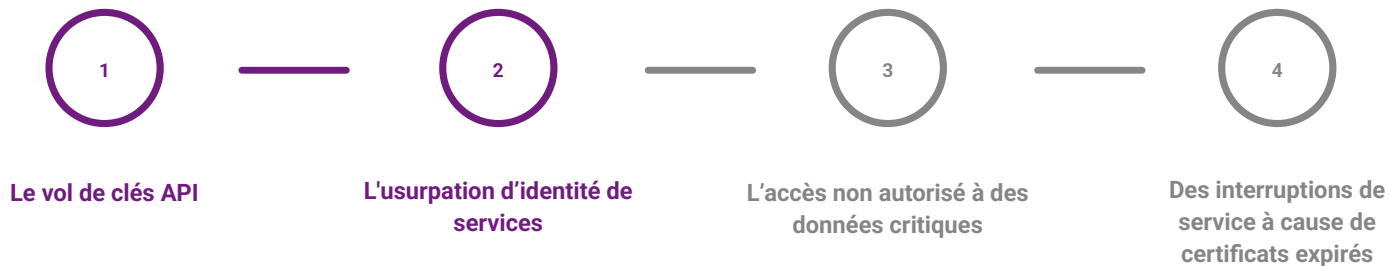 1
2
3
4
Le vol de clés API
L'usurpation d’identité de
services
L’accès non autorisé à des
données critiques
Des interruptions de
service à cause de
certificats expirés